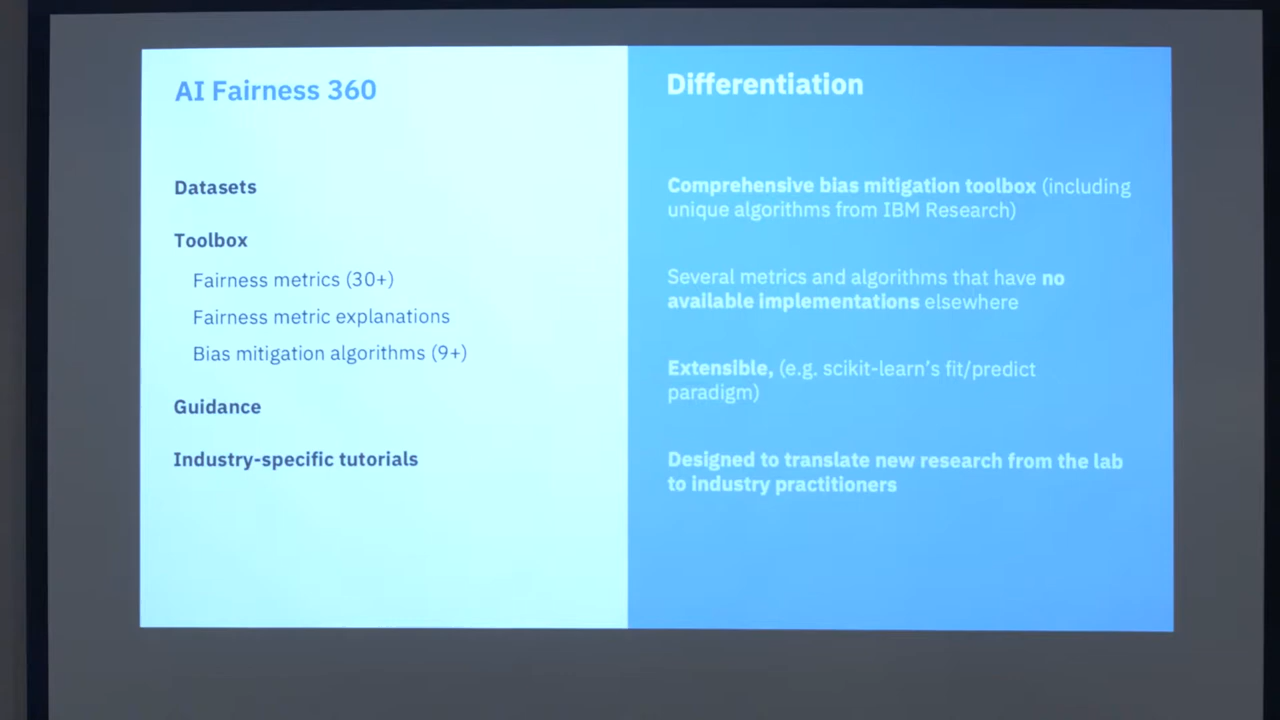 AI Fairness 360
Datasets
Toolbox
Fairness metrics (30+)
Fairness metric explanations
Bias mitigation algorithms (9+)
Guidance
Industry-specific tutorials
Differentiation
Comprehensive bias mitigation toolbox (including
unique algorithms from IBM Research)
Several metrics and algorithms that have no
available implementations elsewhere
Extensible, (e.g. scikit-learn's fit/predict
paradigm)
Designed to translate new research from the lab
to industry practitioners